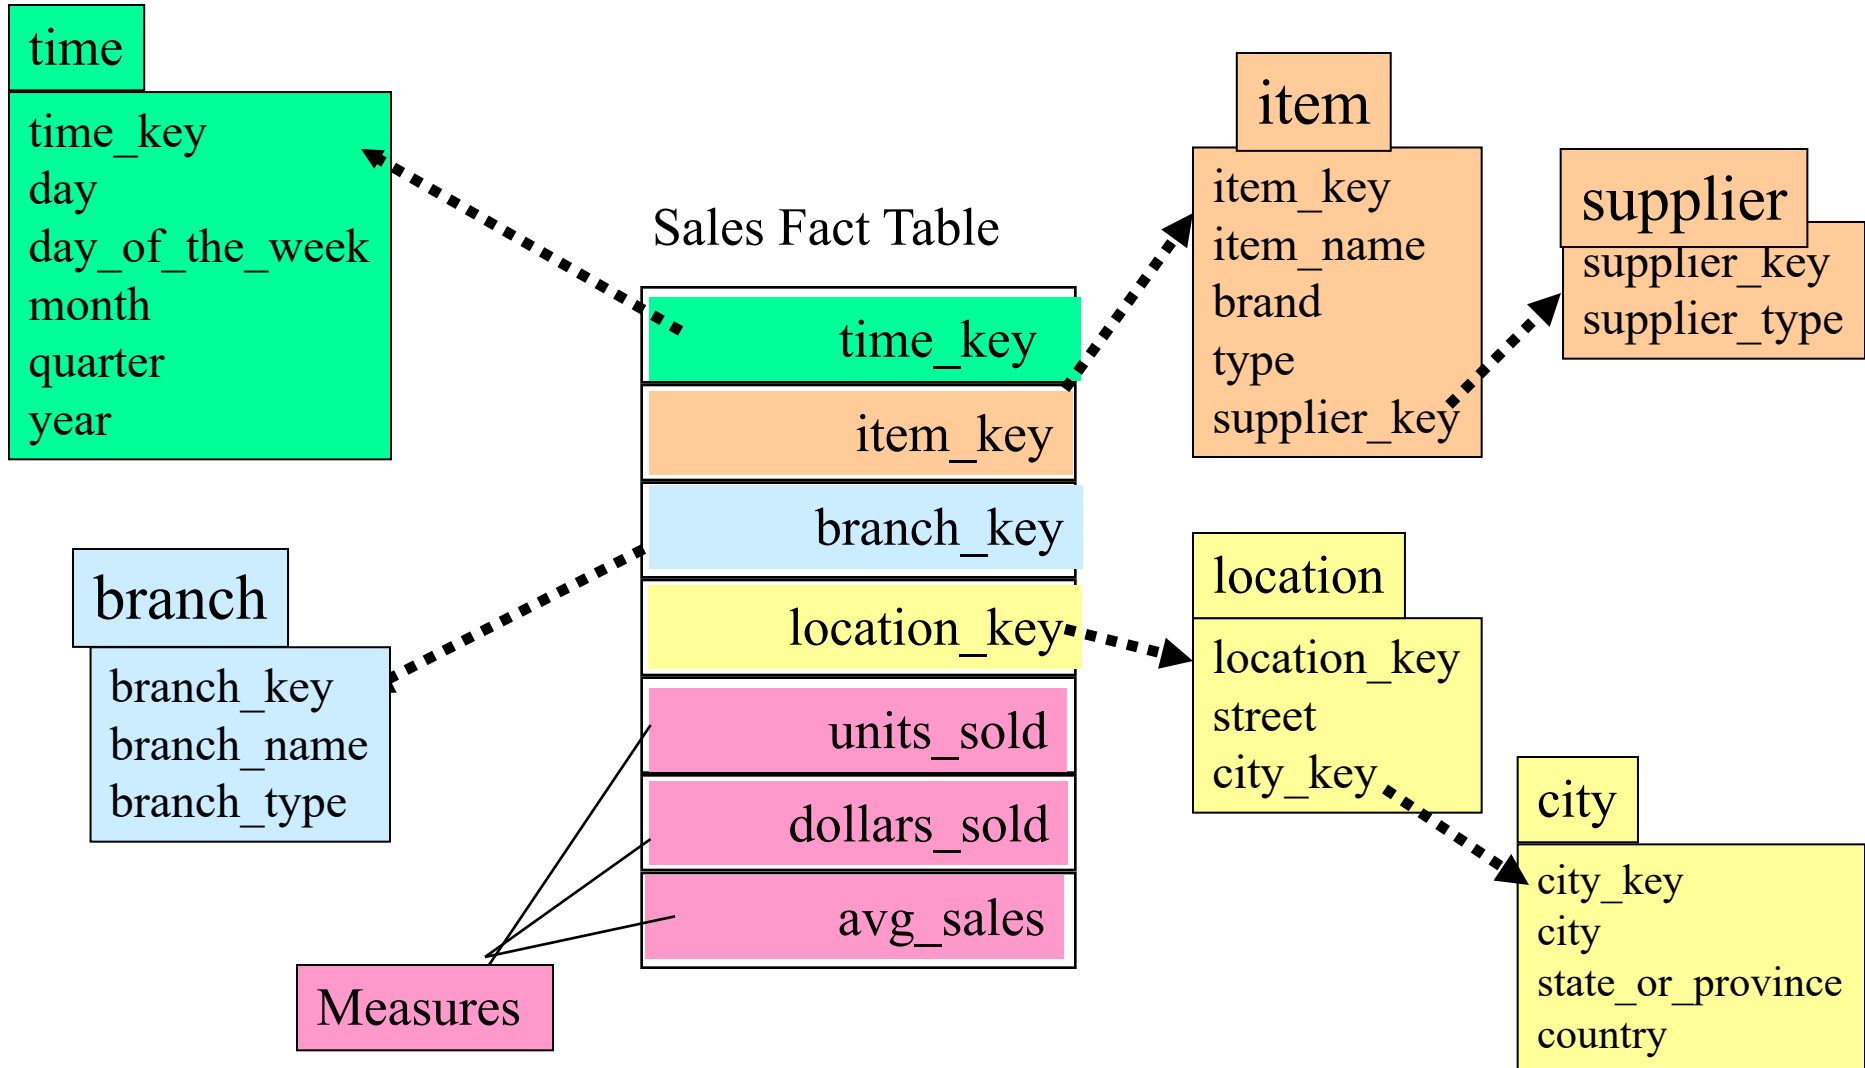 time
time_key
day
day_of_the_week
month
quarter
year
branch
branch_key
branch_name
branch_type
Sales Fact Table
time_key
item_key
branch_key
location_key
units_sold
dollars_sold
avg_sales
Measures
item
item_key
item_name
brand
type
supplier_key
supplier
supplier_key
supplier_type
location
location_key
street
city_key
city
city_key
city
state_or_province
country